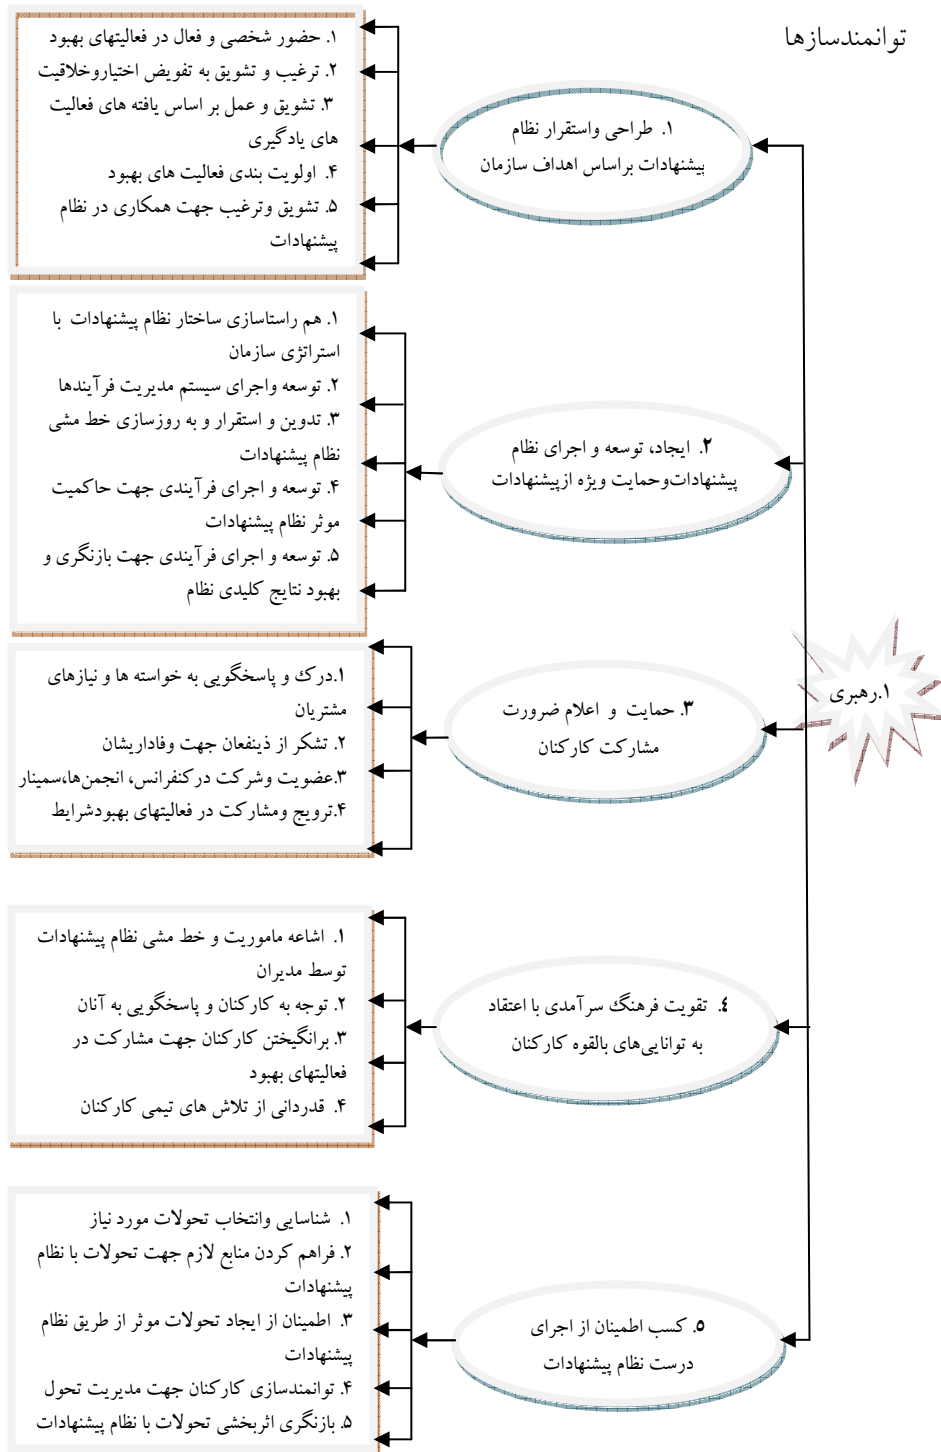 توانمندسازها
۱.رهبری
۱. طراحی واستقرار نظام
پیشنهادات براساس اهداف سازمان
۱. حضور شخصی و فعال در فعالیتهای بهبود
۲. ترغیب و تشویق به تفویض اختیاروخلاقیت
۳. تشویق و عمل بر اساس یافته های فعالیت
های یادگیری
۴. اولویت بندی فعالیت های بهبود
۵. تشویق وترغیب جهت همکاری در نظام
پیشنهادات
۲. ایجاد، توسعه و اجرای نظام
پیشنهادات‌وحمایت ویژه ازپیشنهادات
۱. هم راستاسازی ساختار نظام پیشنهادات با
استراتژی سازمان
۲. توسعه واجرای سیستم مدیریت فرآیندها
۳. تدوین و استقرار و به روزسازی خط مشی
نظام پیشنهادات
۴. توسعه و اجرای فرآیندی جهت حاکمیت
موثر نظام پیشنهادات
۵. توسعه و اجرای فرآیندی جهت بازنگری و
بهبود نتایج کلیدی نظام
۳. حمایت و اعلام ضرورت
مشارکت کارکنان
۱.درک و پاسخگویی به خواسته ها و نیازهای
مشتریان
۲. تشکر از ذینفعان جهت وفاداریشان
۳.عضویت وشرکت درکنفرانس، انجمن‌ها،سمینار
۴.ترویج ومشارکت در فعالیتهای بهبودشرایط
٤. تقویت فرهنگ سرآمدی با اعتقاد
به توانایی‌های بالقوه کارکنان
۱. اشاعه ماموریت و خط مشی نظام پیشنهادات
توسط مدیران
۲. توجه به کارکنان و پاسخگویی به آنان
۳. برانگیختن کارکنان جهت مشارکت در
فعالیتهای بهبود
۴. قدردانی از تلاش های تیمی کارکنان
٥. کسب اطمینان از اجرای
درست نظام پیشنهادات
۱. شناسایی وانتخاب تحولات مورد نیاز
۲. فراهم کردن منابع لازم جهت تحولات با نظام
پیشنهادات
۳. اطمینان از ایجاد تحولات موثر از طریق نظام
پیشنهادات
۴. توانمندسازی کارکنان جهت مدیریت تحول
۵. بازنگری اثربخشی تحولات با نظام پیشنهادات